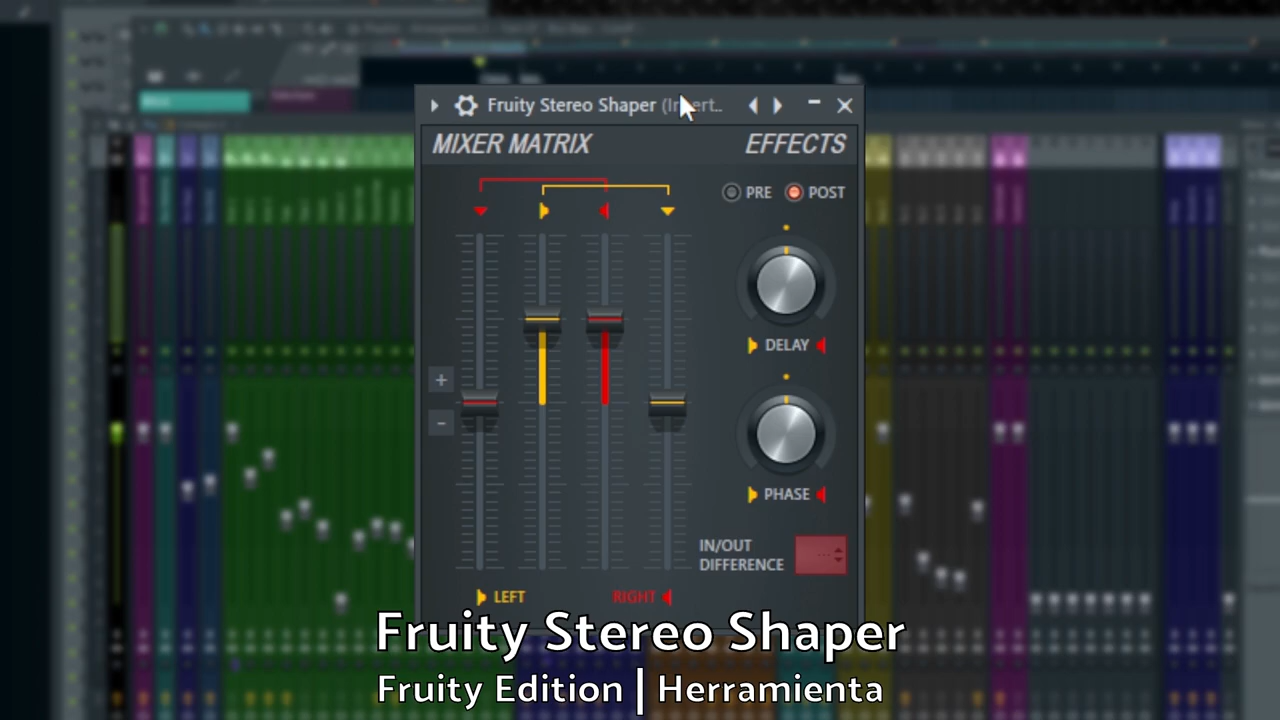 Fruity Stereo Shaper (Insert..
MIXER MATRIX
EFFECTS
PRE
POST
DELAY
PHASE
IN/OUT
DIFFERENCE
LEFT
RIGHT
Fruity Stereo Shaper
Fruity Edition | Herramienta